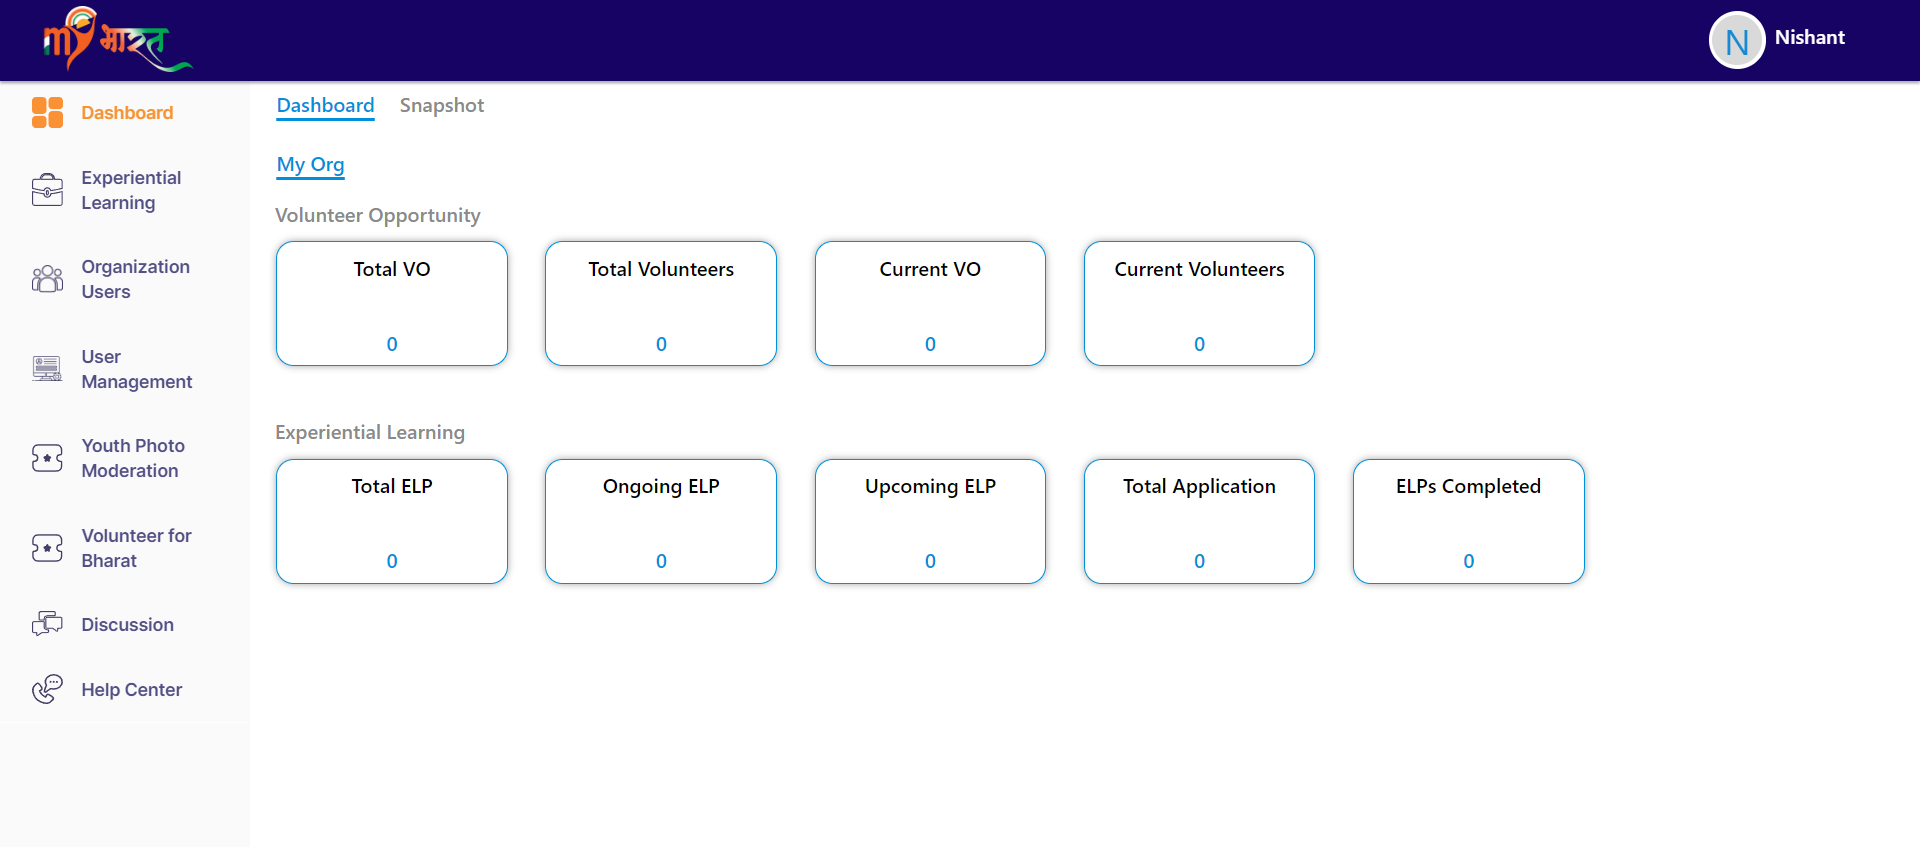 my भारत
N
Nishant
Dashboard
Experiential
Learning
Organization
Users
User
Management
Youth Photo
Moderation
Volunteer for
Bharat
Discussion
Help Center
Dashboard Snapshot
My Org
Volunteer Opportunity
Total VO Total Volunteers Current VO Current Volunteers
0 0 0 0
Experiential Learning
Total ELP Ongoing ELP Upcoming ELP Total Application ELPs Completed
0 0 0 0 0